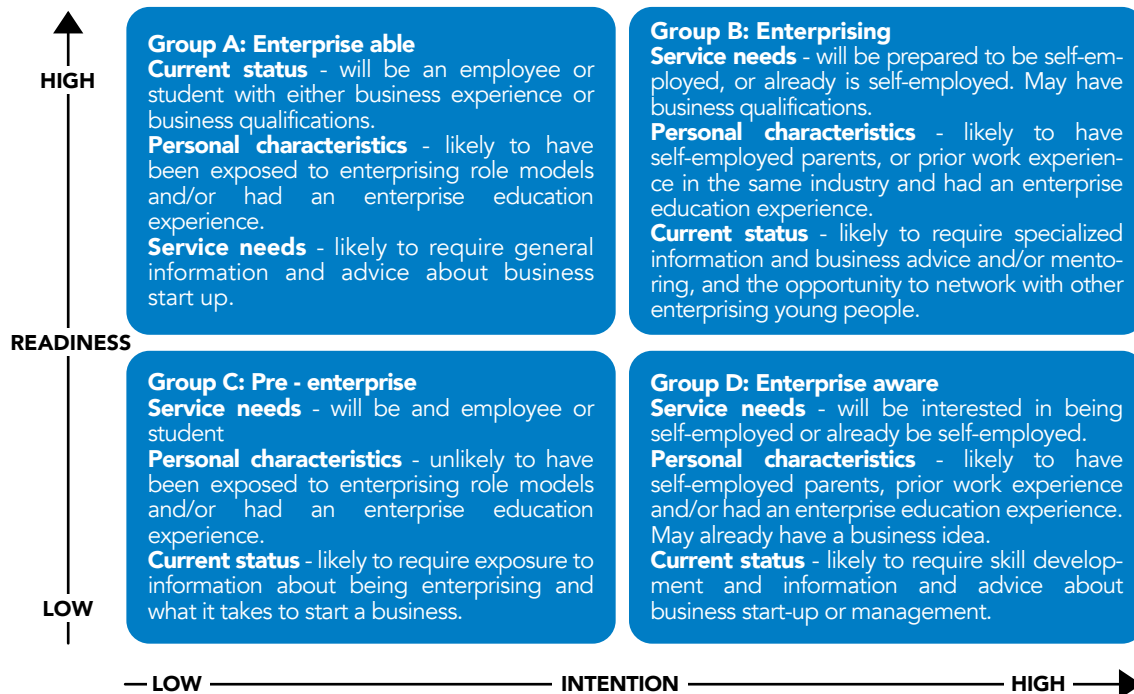 HIGH
READINESS
LOW
Group A: Enterprise able
Current status - will be an employee or
student with either business experience or
business qualifications.
Personal characteristics - likely to have
been exposed to enterprising role models
and/or had an enterprise education
experience.
Service needs - likely to require general
information and advice about business
start up.
Group B: Enterprising
Service needs - will be prepared to be self-em-
ployed, or already is self-employed. May have
business qualifications.
Personal characteristics - likely to have
self-employed parents, or prior work experien-
ce in the same industry and had an enterprise
education experience.
Current status - likely to require specialized
information and business advice and/or mento-
ring, and the opportunity to network with other
enterprising young people.
Group C: Pre - enterprise
Service needs - will be and employee or
student
Personal characteristics - unlikely to have
been exposed to enterprising role models
and/or had an enterprise education
experience.
Current status - likely to require exposure to
information about being enterprising and
what it takes to start a business.
Group D: Enterprise aware
Service needs - will be interested in being
self-employed or already be self-employed.
Personal characteristics - likely to have
self-employed parents, prior work experience
and/or had an enterprise education experience.
May already have a business idea.
Current status - likely to require skill develop-
ment and information and advice about
business start-up or management.
LOW INTENTION HIGH